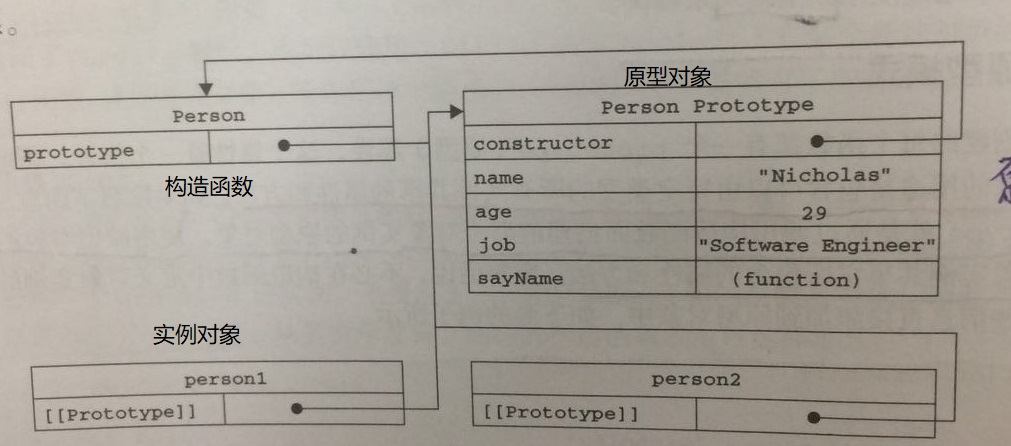 。
原型对象
Person
prototype
构造函数
Person Prototype
constructor
name "Nicholas"
age 29
job "Software Engineer"
sayName (function)
实例对象
person1
[[Prototype]]
person2
[[Prototype]]